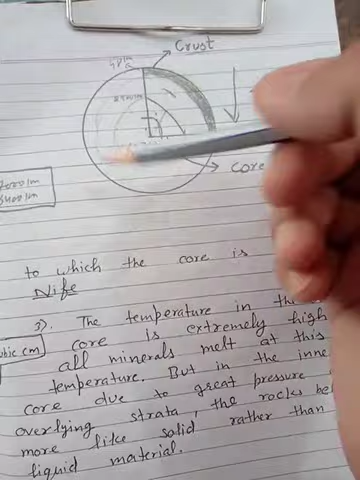 Crust
core
to which the core is
Nife
3). The temperature in the
core is extremely high
all minerals melt at this
temperature. But in the inne
core due to great pressure
overlying strata, the rocks be
more like solid rather than
liquid material.